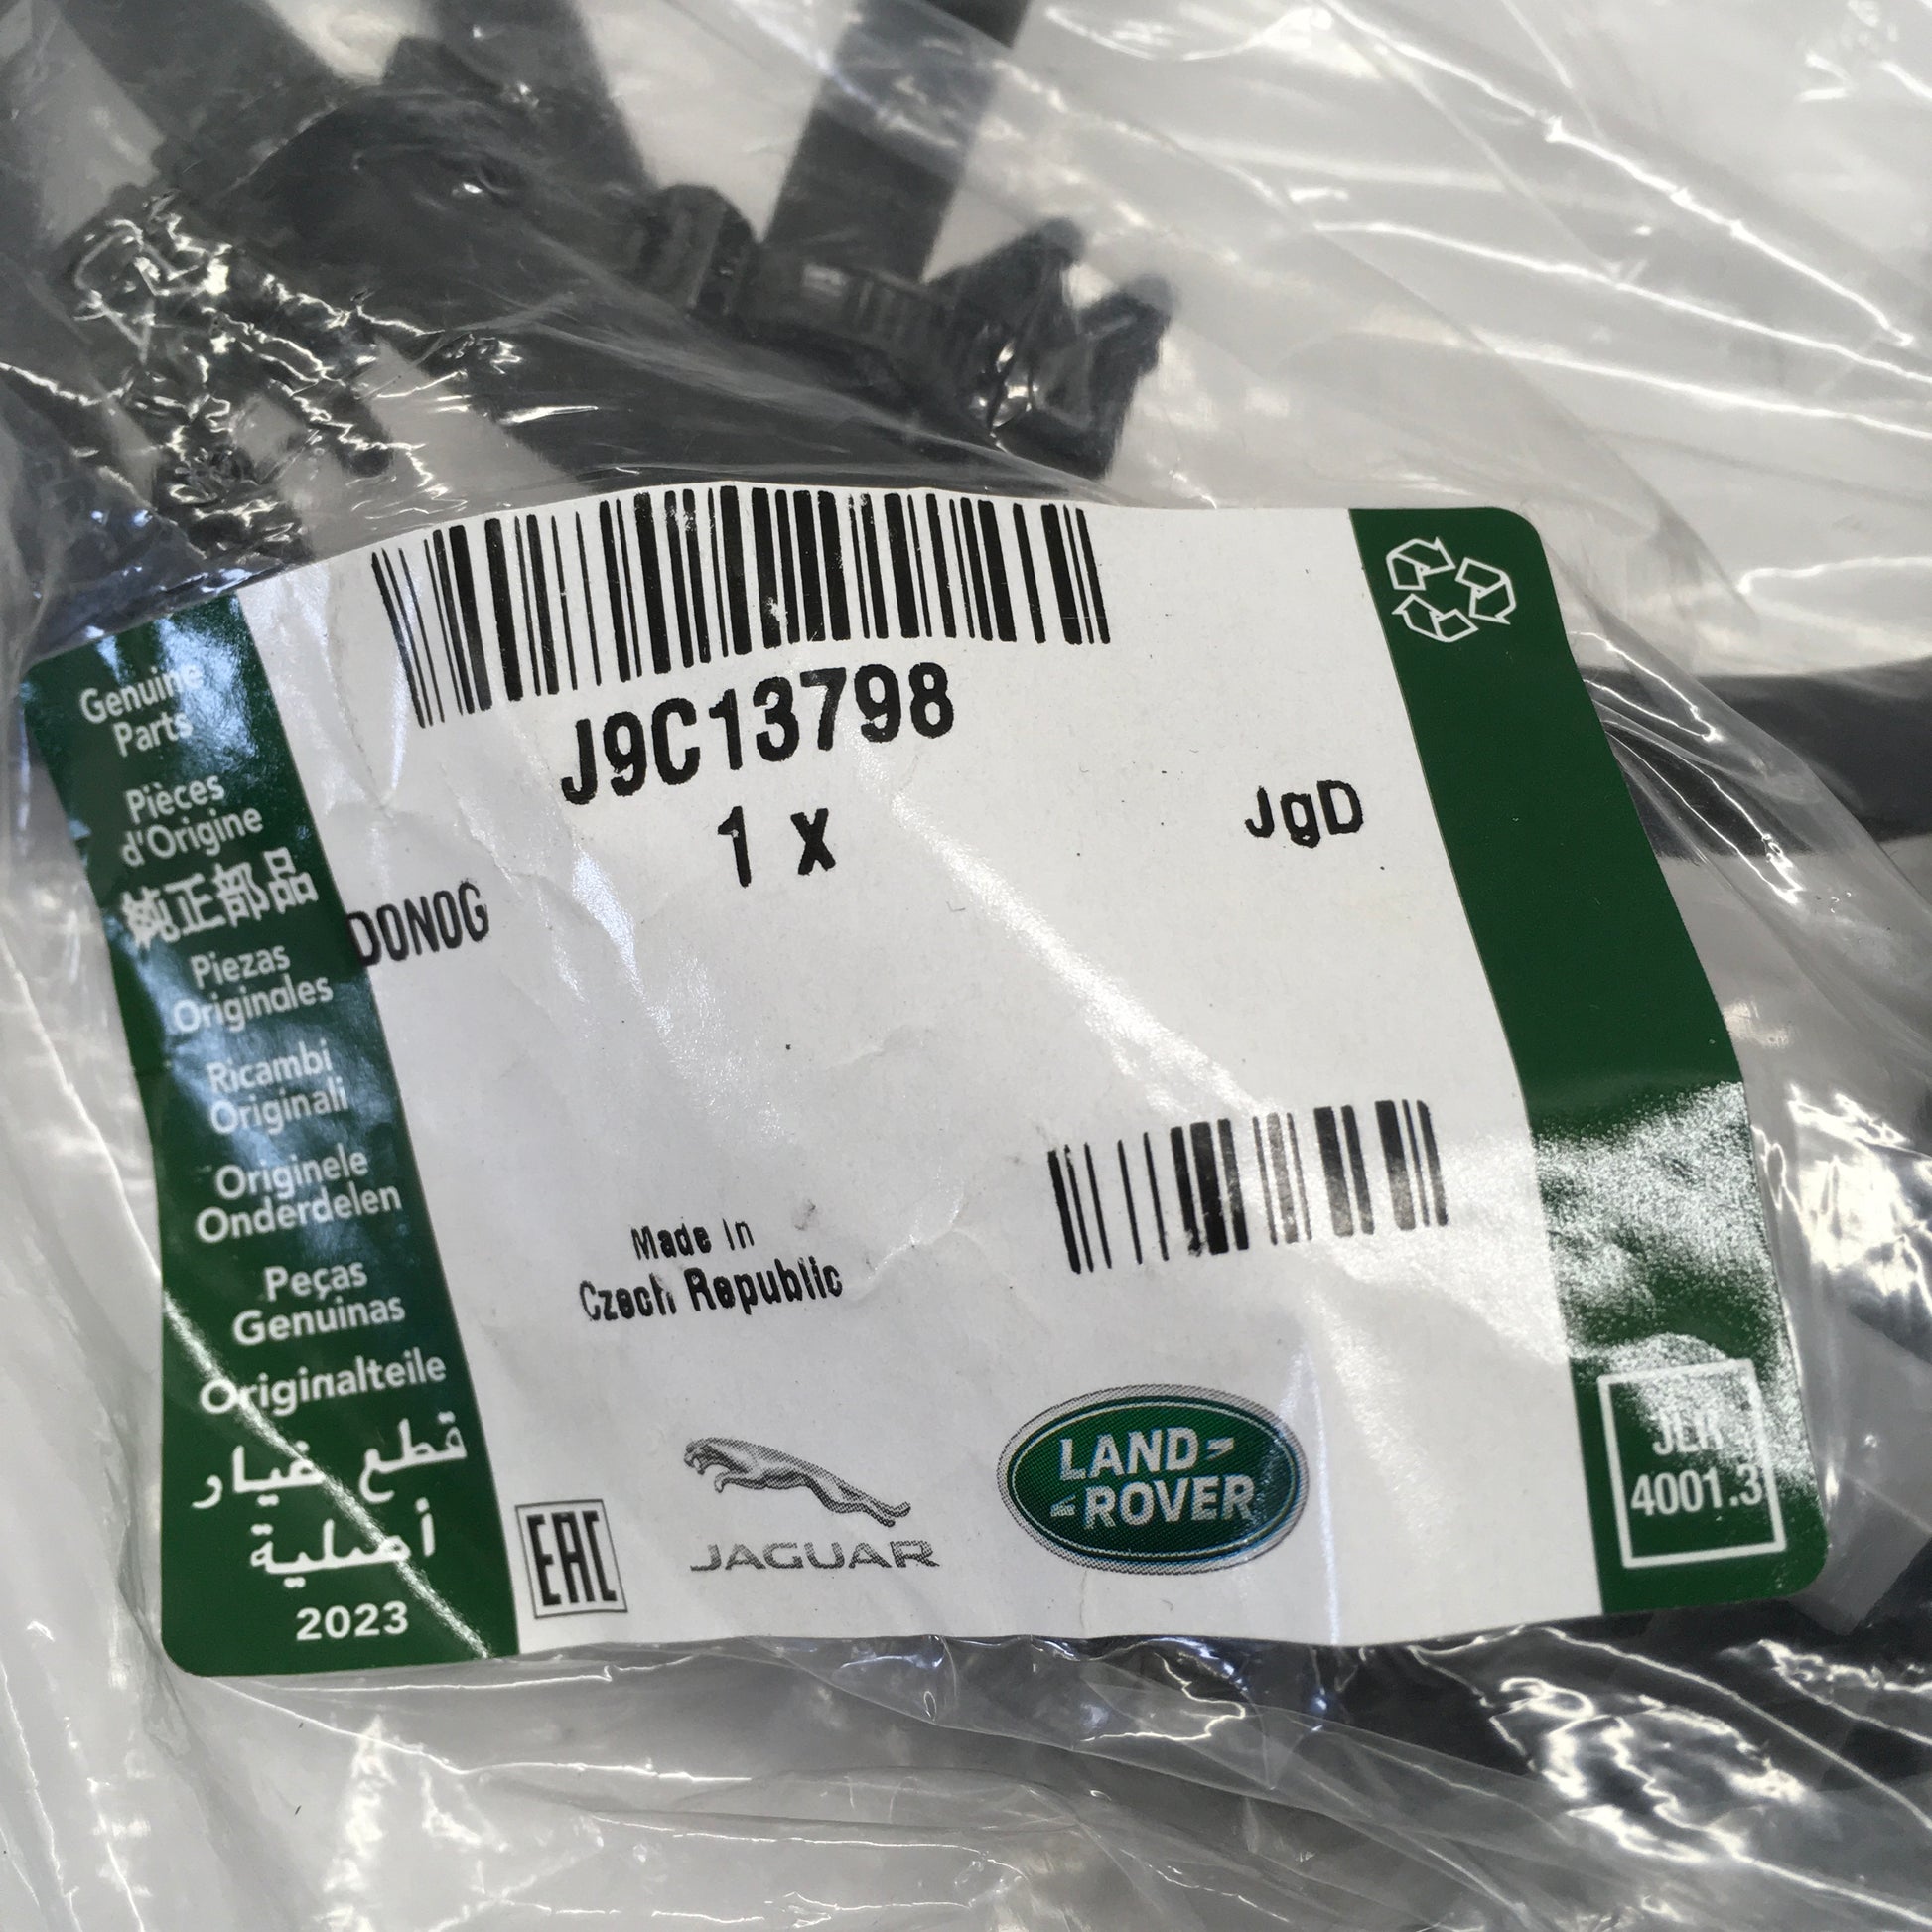 J9C13798
1 x
JgD
DONOG
Genuine
Parts
Pièces
d'Origine
純正部品
Piezas
Originales
Ricambi
Originali
Originele
Onderdelen
Peças
Genuinas
Originalteile
قطع غيار
أصلية
2023
Made In
Czech Republic
EAC
JAGUAR
LAND
ROVER
JLR
4001.3